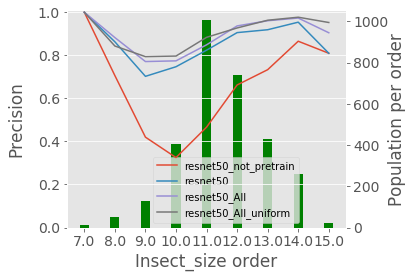 1.0
0.8
0.6
0.4
0.2
0.0
Precision
1000
800
600
400
200
0
Population per order
resnet50_not_pretrain
resnet50
resnet50_All
resnet50_All_uniform
7.0 8.0 9.0 10.0 11.0 12.0 13.0 14.0 15.0
Insect_size order